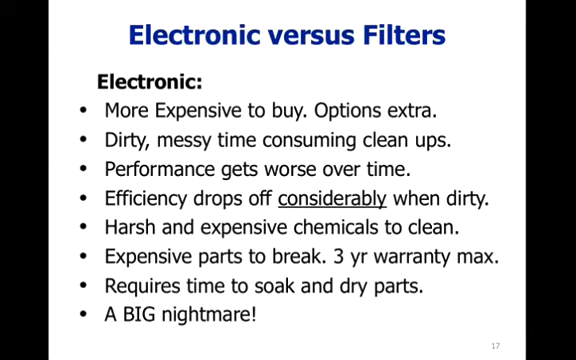 Electronic versus Filters
Electronic:
• More Expensive to buy. Options extra.
• Dirty, messy time consuming clean ups.
• Performance gets worse over time.
• Efficiency drops off considerably when dirty.
• Harsh and expensive chemicals to clean.
• Expensive parts to break. 3 yr warranty max.
• Requires time to soak and dry parts.
• A BIG nightmare!
17